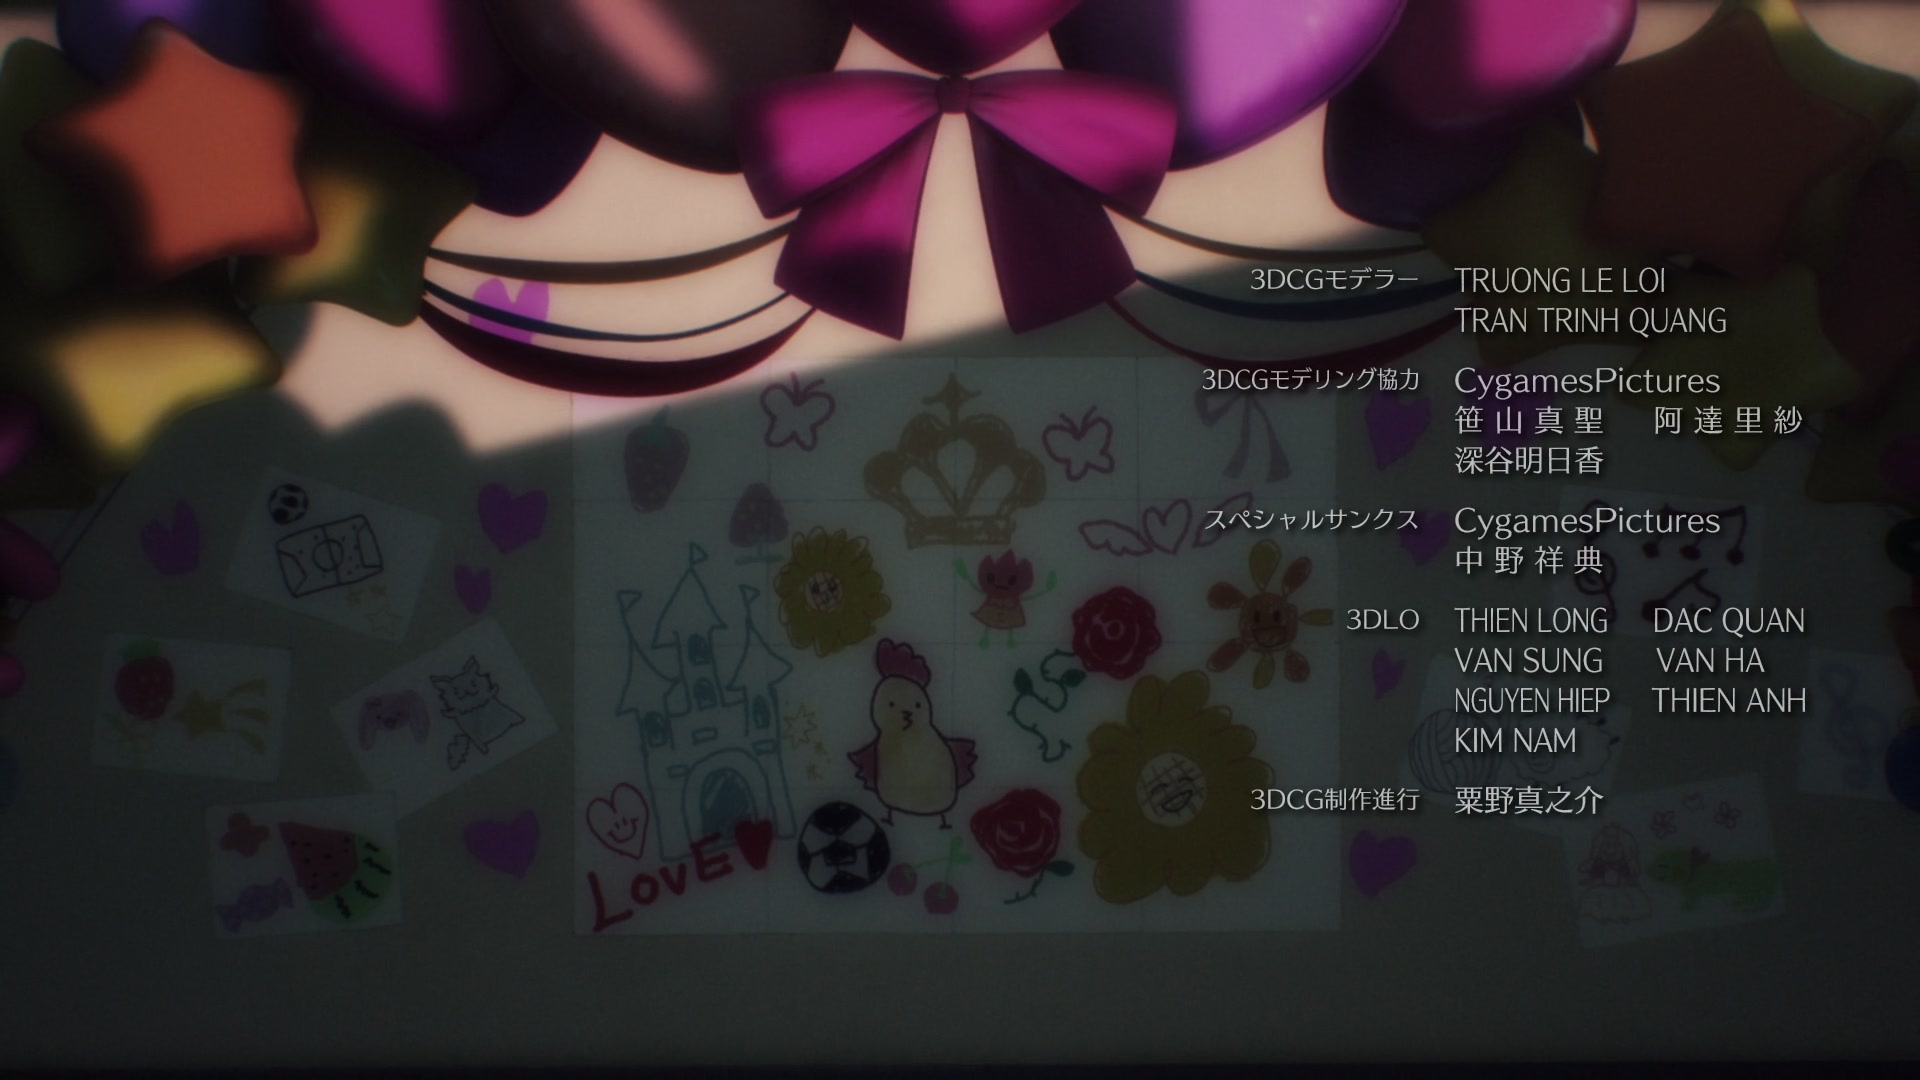 3DCGモデラー TRUONG LE LOI
TRAN TRINH QUANG
3DCGモデリング協力 CygamesPictures
笹山真聖 阿達里紗
深谷明日香
スペシャルサンクス CygamesPictures
中野祥典
3DLO THIEN LONG DAC QUAN
VAN SUNG VAN HA
NGUYEN HIEP THIEN ANH
KIM NAM
3DCG制作進行 粟野真之介
LOVE